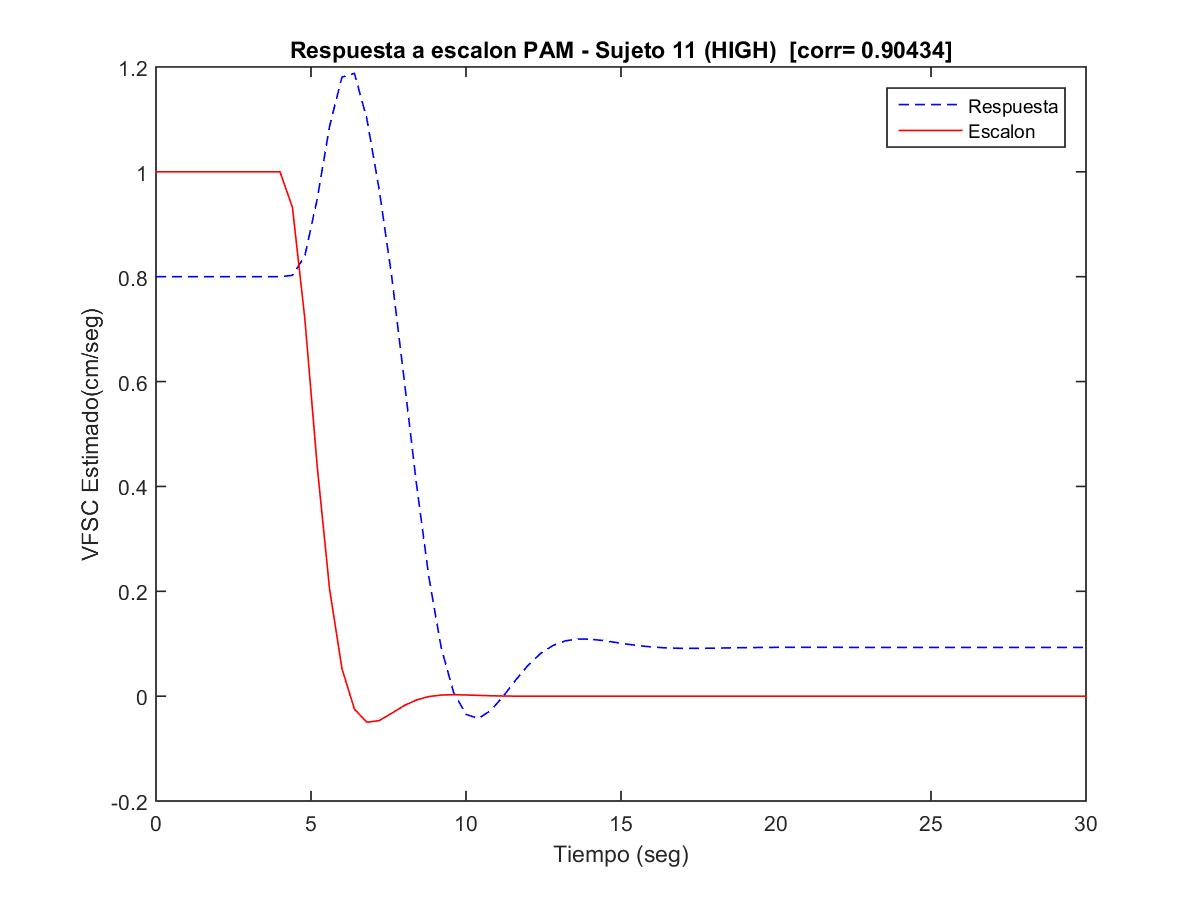 Respuesta a escalon PAM - Sujeto 11 (HIGH) [corr= 0.90434]
Respuesta
Escalon
VFSC Estimado(cm/seg)
1.2
1
0.8
0.6
0.4
0.2
0
-0.2
0 5 10 15 20 25 30
Tiempo (seg)